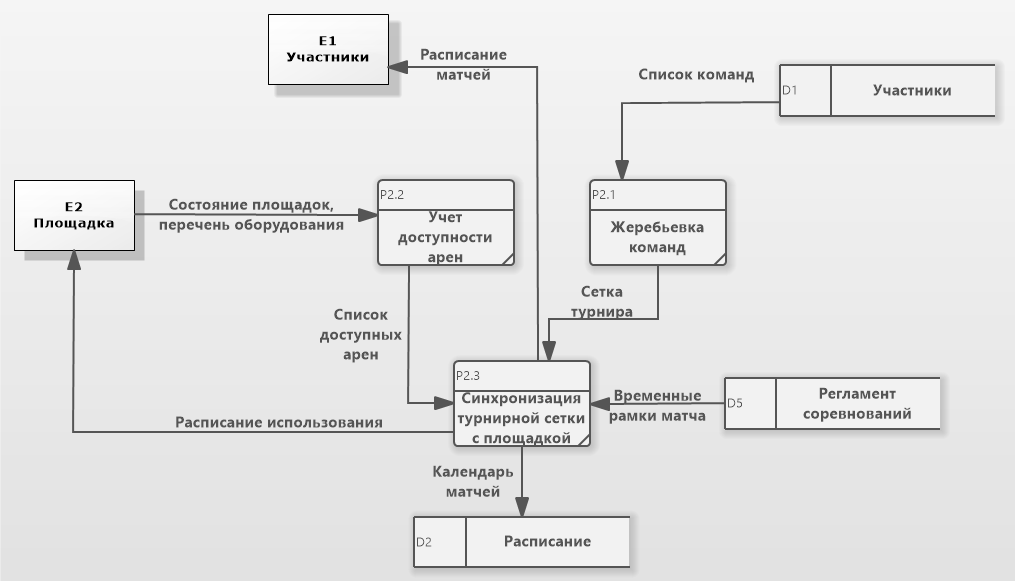 E1
Участники
Расписание
матчей
Список команд
D1
Участники
E2
Площадка
Состояние площадок,
перечень оборудования
P2.2
Учет
доступности
арен
P2.1
Жеребьевка
команд
Сетка
турнира
Список
доступных
арен
P2.3
Синхронизация
турнирной сетки
с площадкой
Временные
рамки матча
D5
Регламент
соревнований
Расписание использования
Календарь
матчей
D2
Расписание